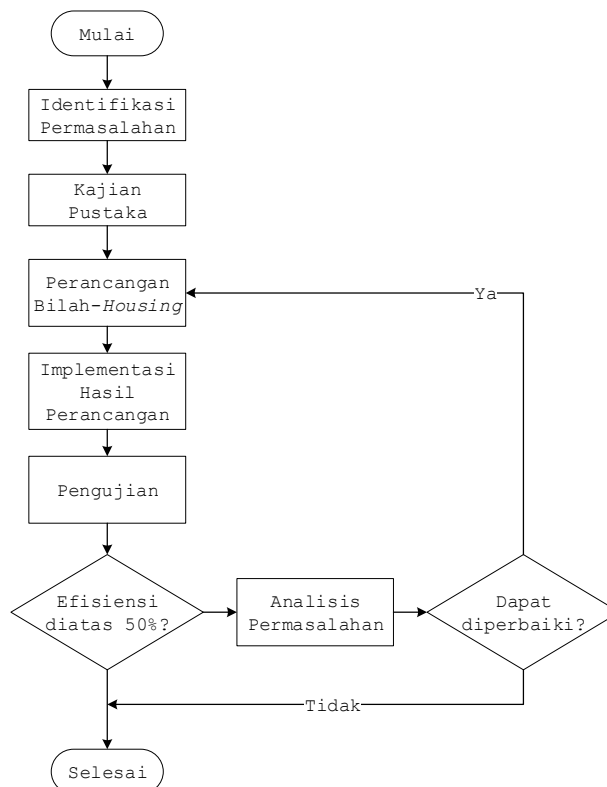 Mulai
Identifikasi
Permasalahan
Kajian
Pustaka
Perancangan
Bilah-Housing
Ya
Implementasi
Hasil
Perancangan
Pengujian
Efisiensi
diatas 50%?
Analisis
Permasalahan
Dapat
diperbaiki?
Tidak
Selesai